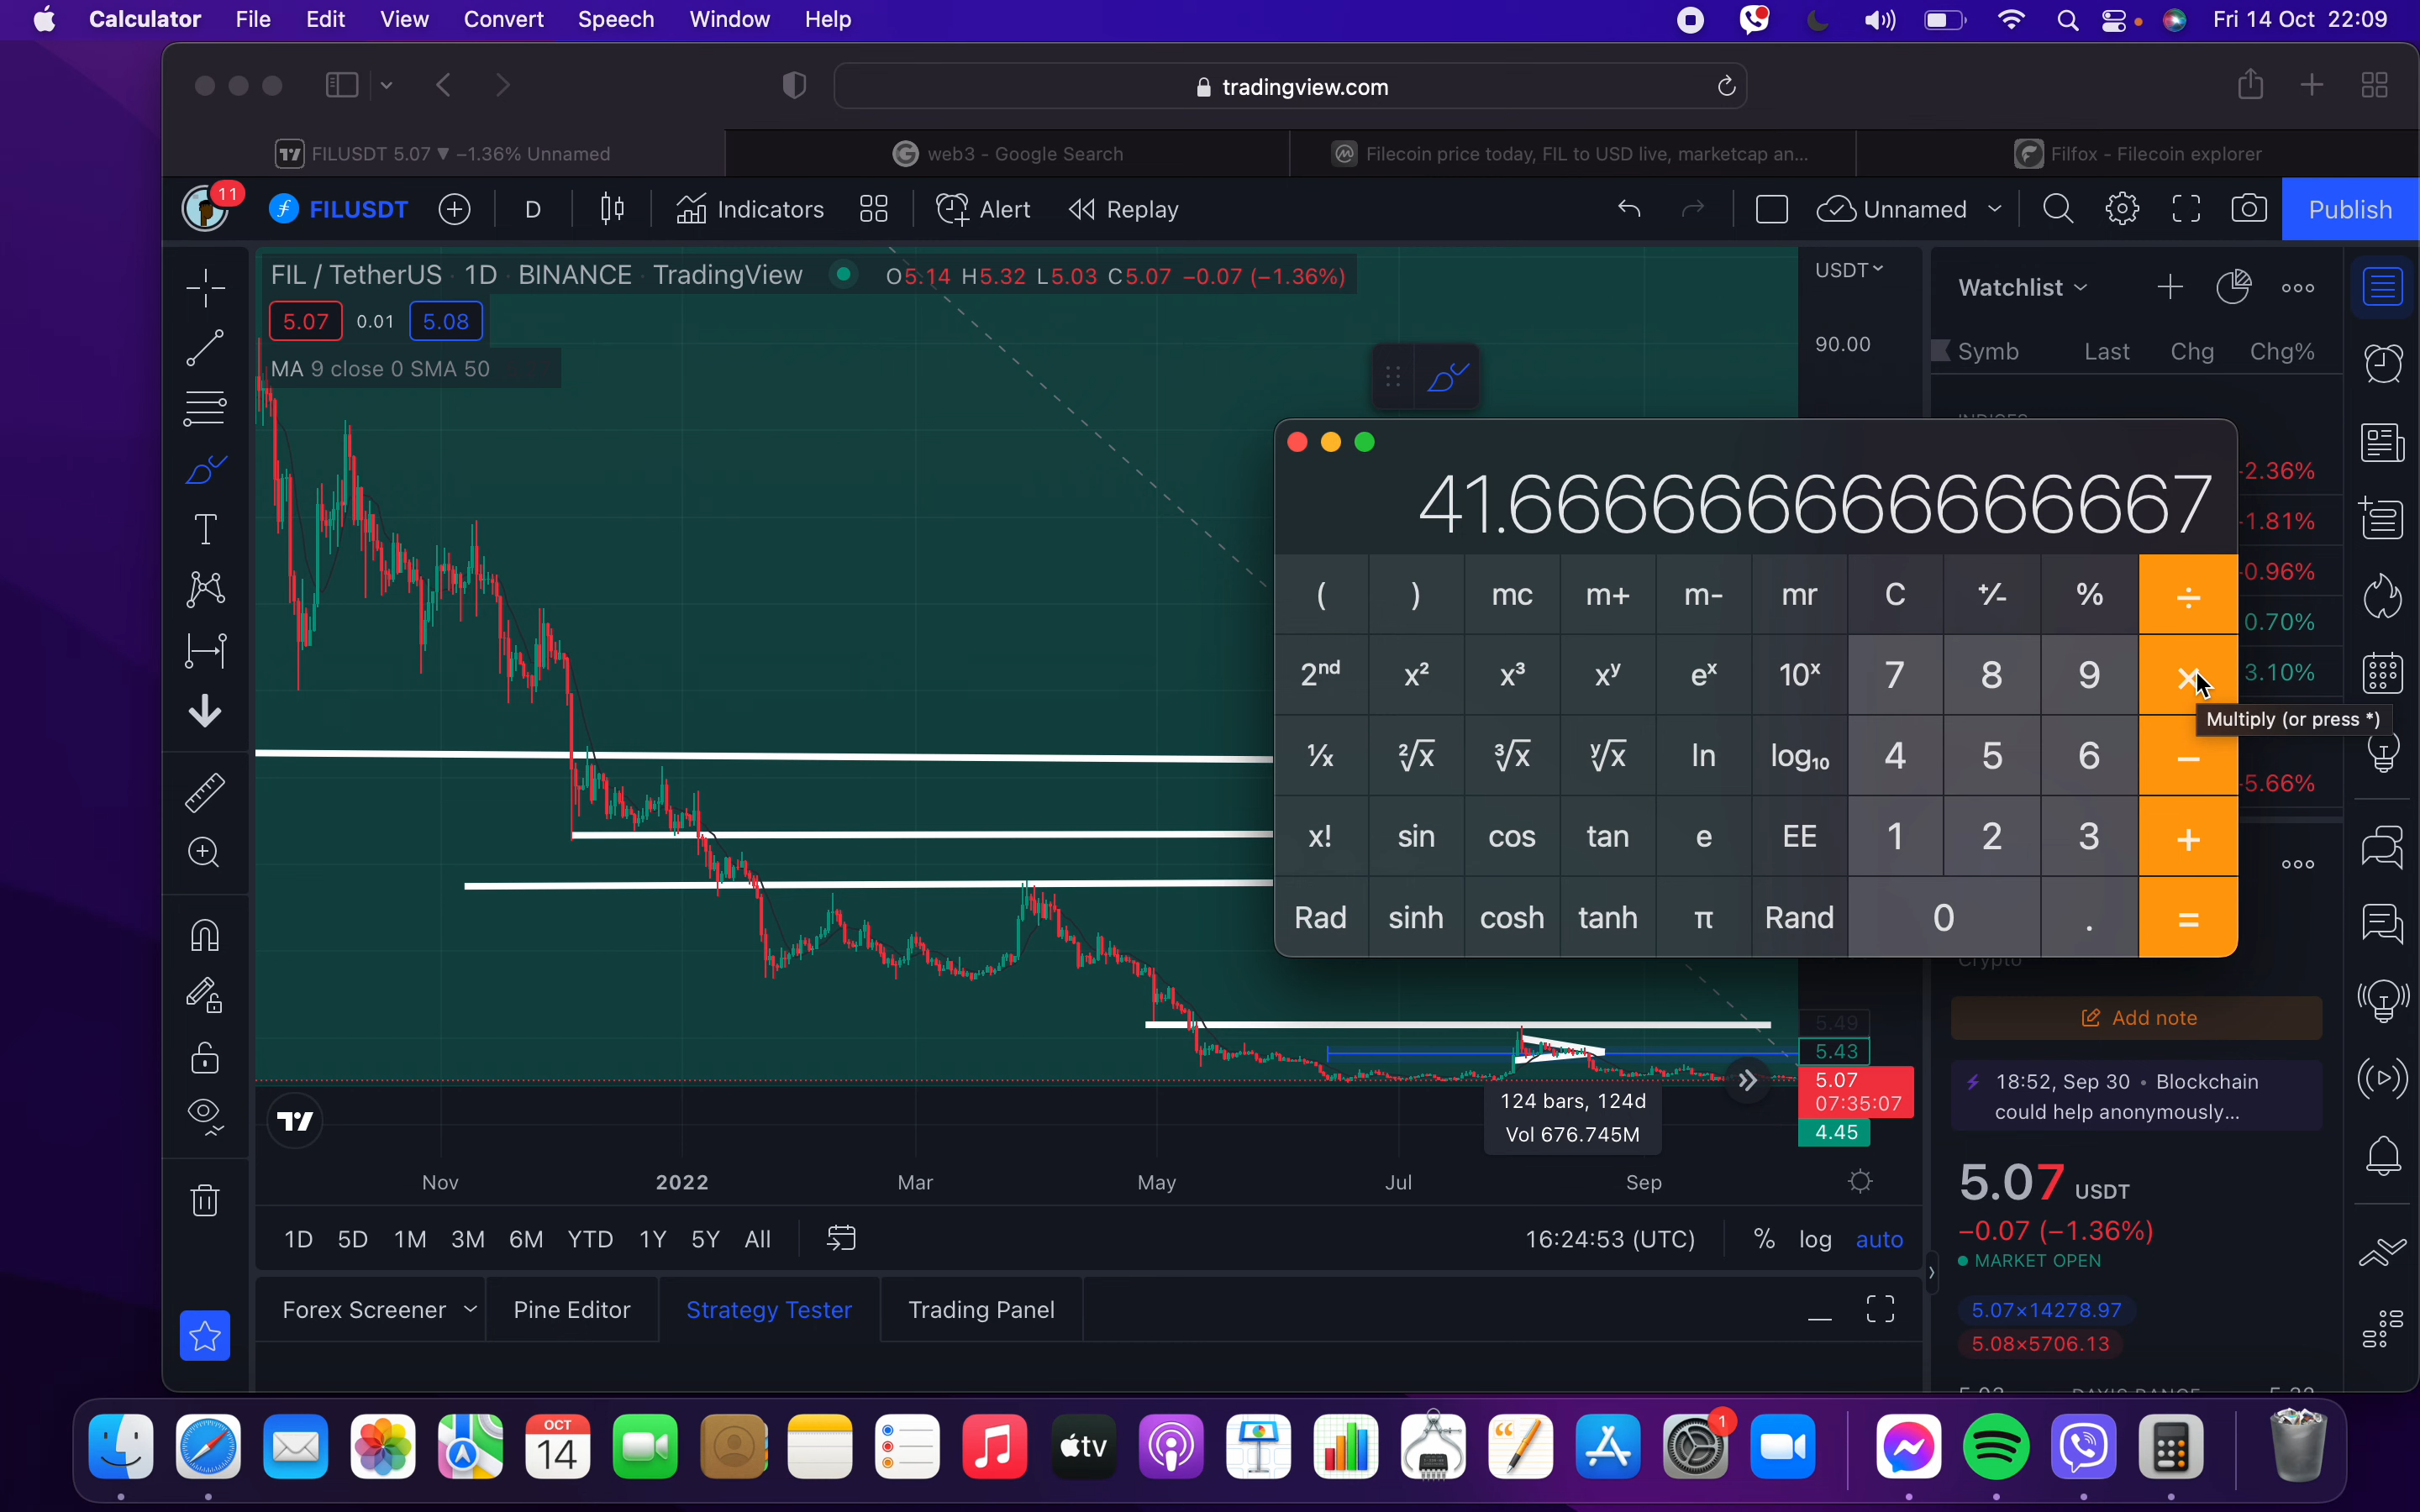 Calculator File Edit View Convert Speech Window Help Fri 14 Oct 22:09
tradingview.com
FILUSDT 5.07 ▼ −1.36% Unnamed
web3 - Google Search
Filecoin price today, FIL to USD live, marketcap an...
Filfox - Filecoin explorer
11
FILUSDT D Indicators Alert Replay Unnamed Publish
FIL / TetherUS · 1D · BINANCE · TradingView O5.14 H5.32 L5.03 C5.07 −0.07 (−1.36%)
5.07 0.01 5.08
MA 9 close 0 SMA 50
USDT
90.00
Watchlist
Symb Last Chg Chg%
-2.36%
-1.81%
-0.96%
0.70%
3.10%
-5.66%
41.6666666666666667
( ) mc m+ m- mr C +⁄- % ÷
2nd x² x³ xʸ eˣ 10ˣ 7 8 9 ×
Multiply (or press *)
⅟x ²√x ³√x ʸ√x ln log₁₀ 4 5 6 −
x! sin cos tan e EE 1 2 3 +
Rad sinh cosh tanh π Rand 0 . =
Crypto
Add note
18:52, Sep 30 • Blockchain
could help anonymously...
5.49
5.43
5.07
07:35:07
4.45
124 bars, 124d
Vol 676.745M
Nov 2022 Mar May Jul Sep
5.07 USDT
−0.07 (−1.36%)
MARKET OPEN
5.07×14278.97
5.08×5706.13
1D 5D 1M 3M 6M YTD 1Y 5Y All 16:24:53 (UTC) % log auto
Forex Screener Pine Editor Strategy Tester Trading Panel
5.03 DAY'S RANGE 5.32
OCT
14
tv
1